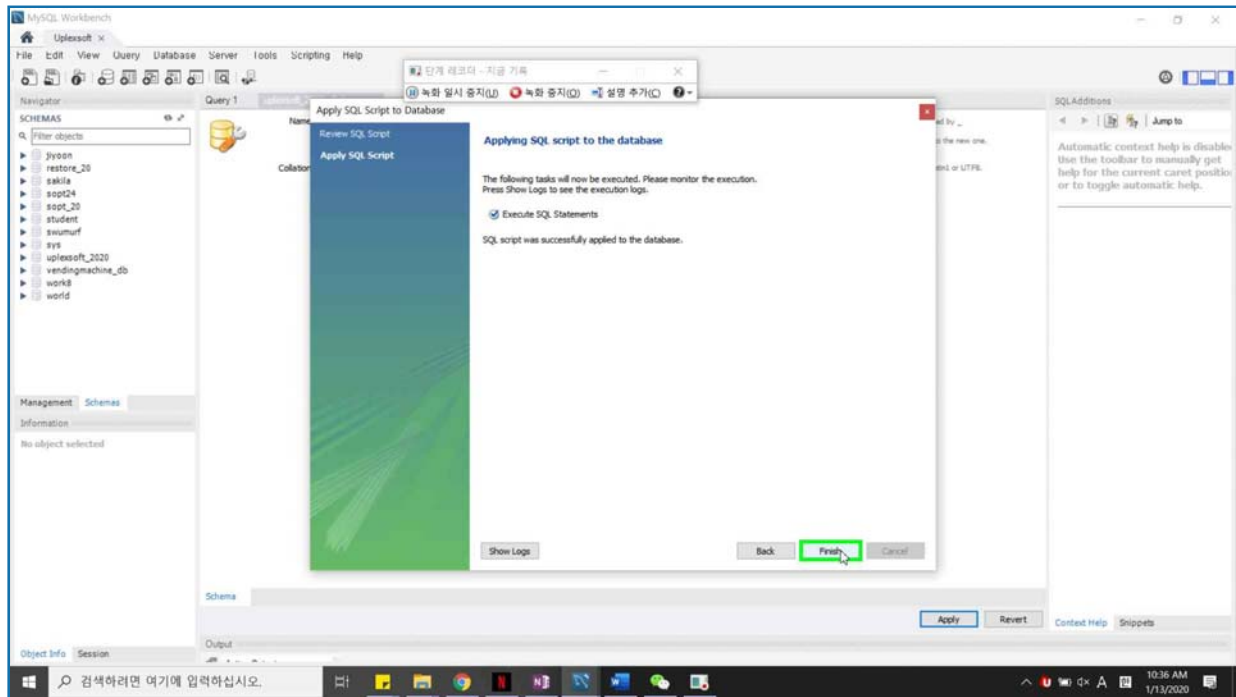 MySQL Workbench
Uplexsoft ×
File Edit View Query Database Server Tools Scripting Help
단계 레코더 - 지금 기록
녹화 일시 중지(U) 녹화 중지(O) 설명 추가(C)
Navigator
SCHEMAS
Filter objects
jiyoon
restore_20
sakila
sopt24
sopt_20
student
swumurf
sys
uplexsoft_2020
vendingmachine_db
work8
world
Management Schemas
Information
No object selected
Object Info Session
Query 1
Name
Collation
Apply SQL Script to Database
Review SQL Script
Apply SQL Script
Applying SQL script to the database
The following tasks will now be executed. Please monitor the execution.
Press Show Logs to see the execution logs.
Execute SQL Statements
SQL script was successfully applied to the database.
Show Logs Back Finish Cancel
the new one.
or UTF8.
Schema
Apply Revert
Output
SQLAdditions
Jump to
Automatic context help is disabled
Use the toolbar to manually get
help for the current caret position
or to toggle automatic help.
Context Help Snippets
검색하려면 여기에 입력하십시오.
A
10:36 AM
1/13/2020